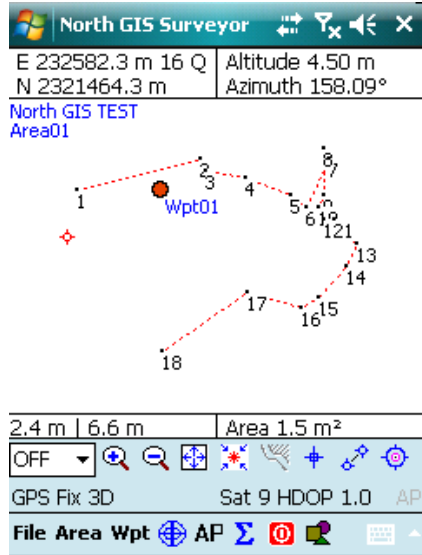 North GIS Surveyor
E 232582.3 m 16 Q
N 2321464.3 m
Altitude 4.50 m
Azimuth 158.09°
North GIS TEST
Area01
1
2
3
4
5
6
7
8
Wpt01
121
13
14
15
16
17
18
2.4 m | 6.6 m
Area 1.5 m²
OFF
GPS Fix 3D
Sat 9 HDOP 1.0
AP
File Area Wpt AP Σ 0